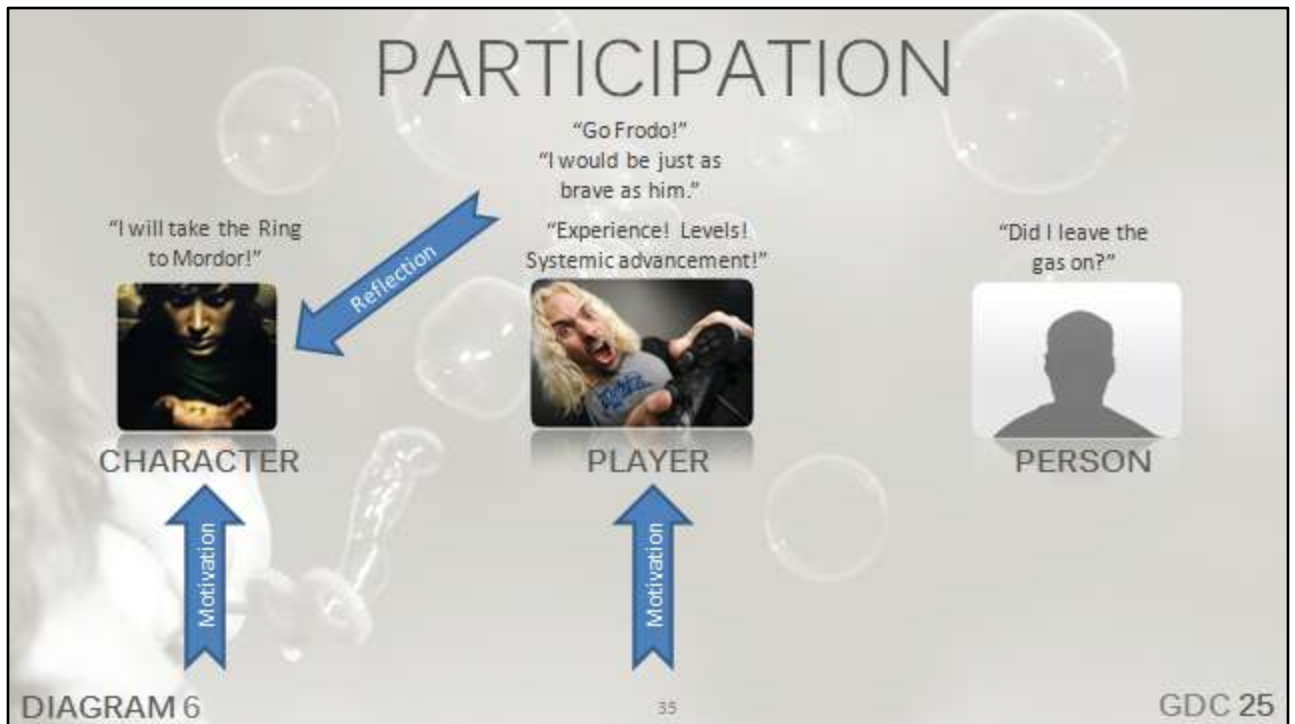 PARTICIPATION
“Go Frodo!”
“I would be just as
brave as him.”
“I will take the Ring
to Mordor!”
Reflection
“Experience! Levels!
Systemic advancement!”
“Did I leave the
gas on?”
CHARACTER
PLAYER
PERSON
Motivation
Motivation
DIAGRAM 6
35
GDC 25